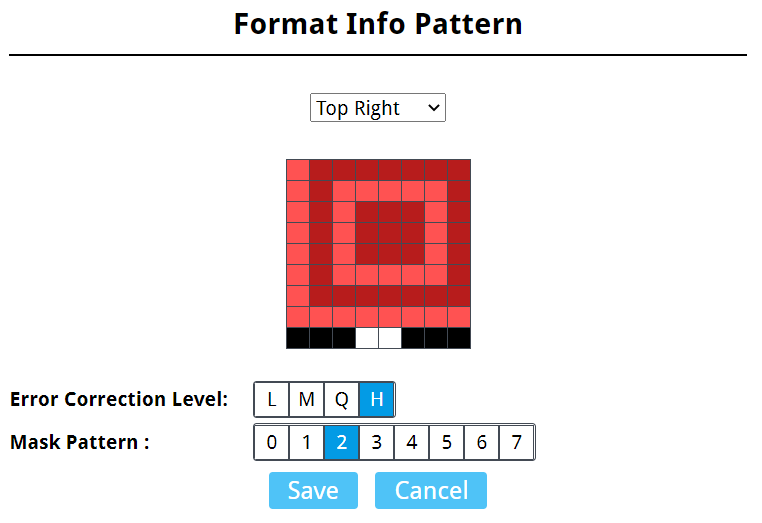 Format Info Pattern
Top Right
Error Correction Level: L M Q H
Mask Pattern : 0 1 2 3 4 5 6 7
Save Cancel